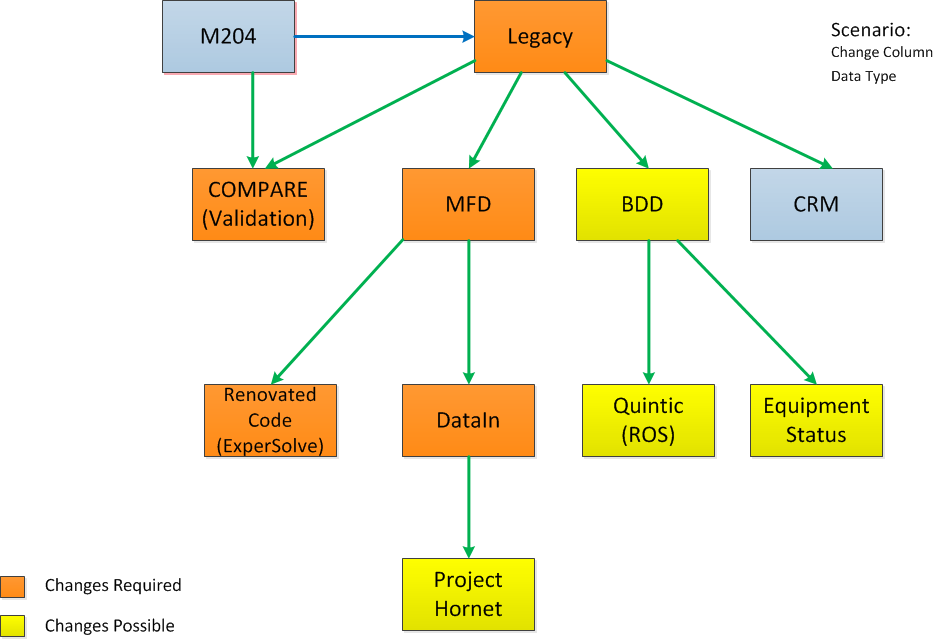 M204
Legacy
Scenario:
Change Column
Data Type
COMPARE
(Validation)
MFD
BDD
CRM
Renovated
Code
(ExperSolve)
DataIn
Quintic
(ROS)
Equipment
Status
Project
Hornet
Changes Required
Changes Possible